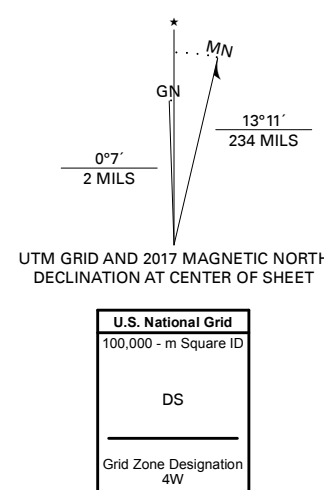 ★
MN
GN
13°11´
234 MILS
0°7´
2 MILS
UTM GRID AND 2017 MAGNETIC NORTH
DECLINATION AT CENTER OF SHEET
U.S. National Grid
100,000 - m Square ID
DS
Grid Zone Designation
4W